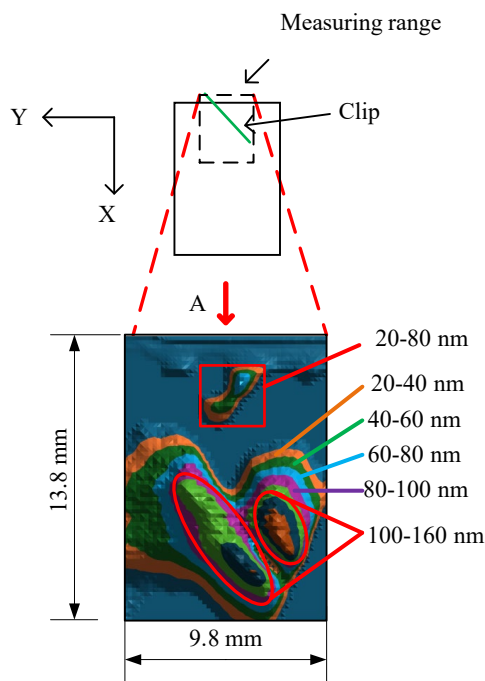 Measuring range
Y
Clip
X
A
20-80 nm
20-40 nm
40-60 nm
60-80 nm
80-100 nm
100-160 nm
13.8 mm
9.8 mm